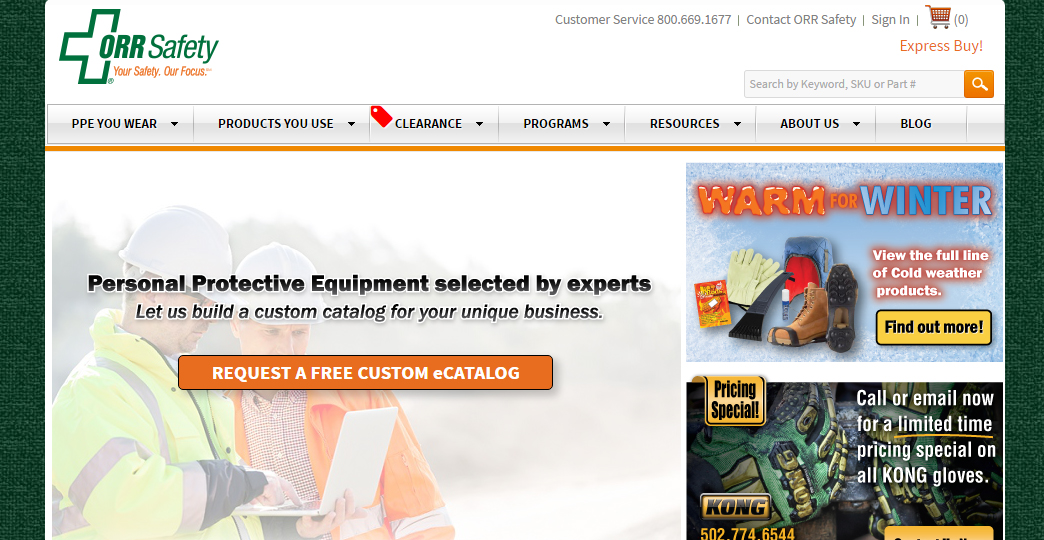 Customer Service 800.669.1677 | Contact ORR Safety | Sign In | (0)
ORR Safety
Your Safety. Our Focus.
Express Buy!
Search by Keyword, SKU or Part #
PPE YOU WEAR PRODUCTS YOU USE CLEARANCE PROGRAMS RESOURCES ABOUT US BLOG
Personal Protective Equipment selected by experts
Let us build a custom catalog for your unique business.
REQUEST A FREE CUSTOM eCATALOG
WARM FOR WINTER
View the full line
of Cold weather
products.
Find out more!
Pricing
Special!
Call or email now
for a limited time
pricing special on
all KONG gloves.
KONG
502.774.6544